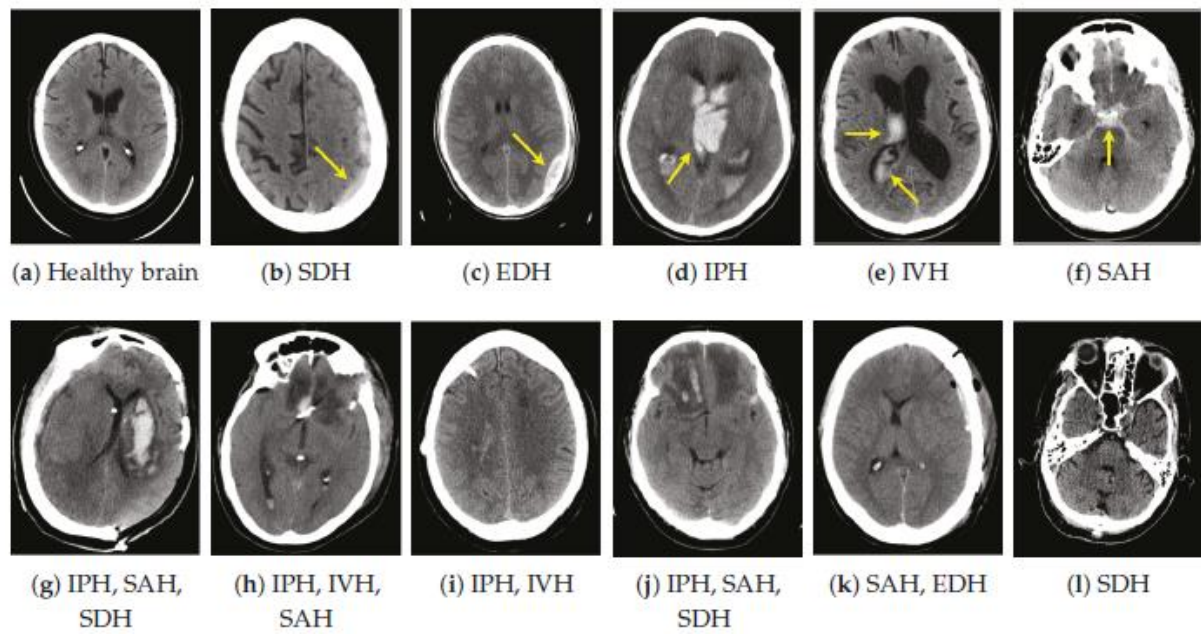 (a) Healthy brain
(b) SDH
(c) EDH
(d) IPH
(e) IVH
(f) SAH
(g) IPH, SAH,
SDH
(h) IPH, IVH,
SAH
(i) IPH, IVH
(j) IPH, SAH,
SDH
(k) SAH, EDH
(l) SDH